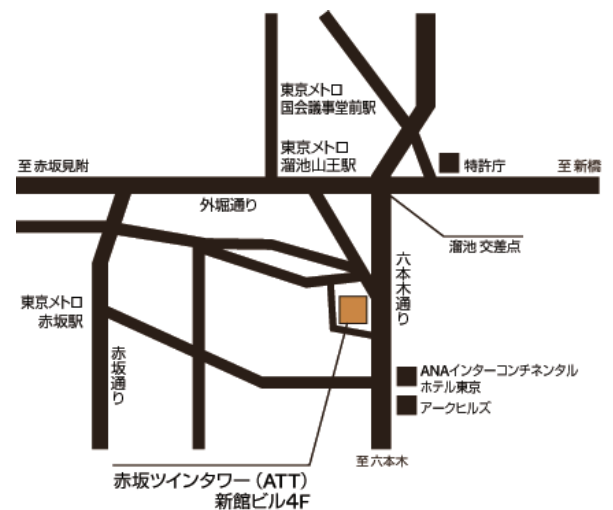 東京メトロ
国会議事堂前駅
東京メトロ
溜池山王駅
至 赤坂見附
特許庁
至 新橋
外堀通り
溜池 交差点
六本木通り
東京メトロ
赤坂駅
赤坂通り
ANAインターコンチネンタル
ホテル東京
アークヒルズ
至 六本木
赤坂ツインタワー（ATT）
新館ビル4F